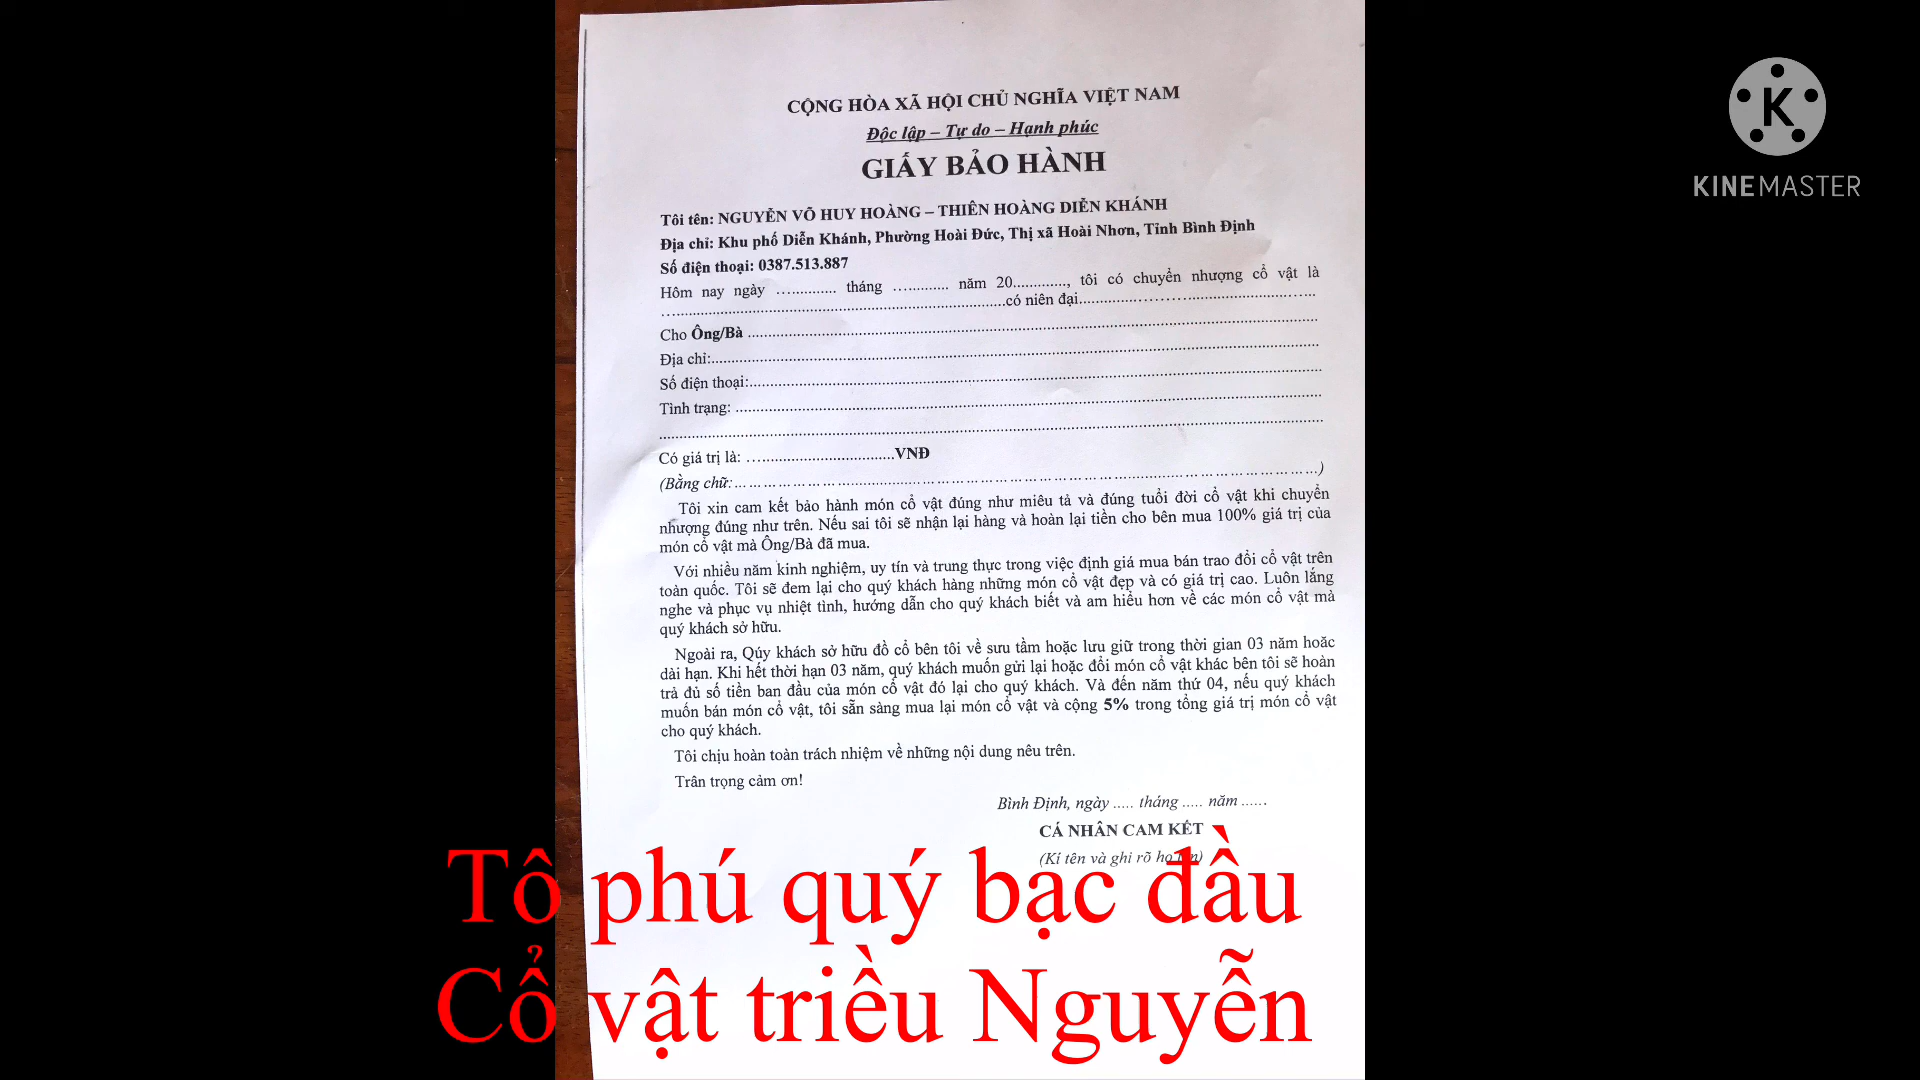 CỘNG HÒA XÃ HỘI CHỦ NGHĨA VIỆT NAM
Độc lập – Tự do – Hạnh phúc
GIẤY BẢO HÀNH
Tôi tên: NGUYỄN VÕ HUY HOÀNG – THIÊN HOÀNG DIỄN KHÁNH
Địa chỉ: Khu phố Diễn Khánh, Phường Hoài Đức, Thị xã Hoài Nhơn, Tỉnh Bình Định
Số điện thoại: 0387.513.887
Hôm nay ngày .............. tháng .............. năm 20............., tôi có chuyển nhượng cổ vật là
....................................................................................có niên đại............................................................
Cho Ông/Bà ....................................................................................................
Địa chỉ:....................................................................................................
Số điện thoại:....................................................................................................
Tình trạng: ....................................................................................................
....................................................................................................
Có giá trị là: .....................................VNĐ
(Bằng chữ:....................................................................................................)
Tôi xin cam kết bảo hành món cổ vật đúng như miêu tả và đúng tuổi đời cổ vật khi chuyển
nhượng đúng như trên. Nếu sai tôi sẽ nhận lại hàng và hoàn lại tiền cho bên mua 100% giá trị của
món cổ vật mà Ông/Bà đã mua.
Với nhiều năm kinh nghiệm, uy tín và trung thực trong việc định giá mua bán trao đổi cổ vật trên
toàn quốc. Tôi sẽ đem lại cho quý khách hàng những món cổ vật đẹp và có giá trị cao. Luôn lắng
nghe và phục vụ nhiệt tình, hướng dẫn cho quý khách biết và am hiểu hơn về các món cổ vật mà
quý khách sở hữu.
Ngoài ra, Qúy khách sở hữu đồ cổ bên tôi về sưu tầm hoặc lưu giữ trong thời gian 03 năm hoăc
dài hạn. Khi hết thời hạn 03 năm, quý khách muốn gửi lại hoặc đổi món cổ vật khác bên tôi sẽ hoàn
trả đủ số tiền ban đầu của món cổ vật đó lại cho quý khách. Và đến năm thứ 04, nếu quý khách
muốn bán món cổ vật, tôi sẵn sàng mua lại món cổ vật và cộng 5% trong tổng giá trị món cổ vật
cho quý khách.
Tôi chịu hoàn toàn trách nhiệm về những nội dung nêu trên.
Trân trọng cảm ơn!
Bình Định, ngày ..... tháng ..... năm ......
CÁ NHÂN CAM KẾT
(Kí tên và ghi rõ họ
Tô phú quý bạc đầu
Cổ vật triều Nguyễn
K
KINEMASTER